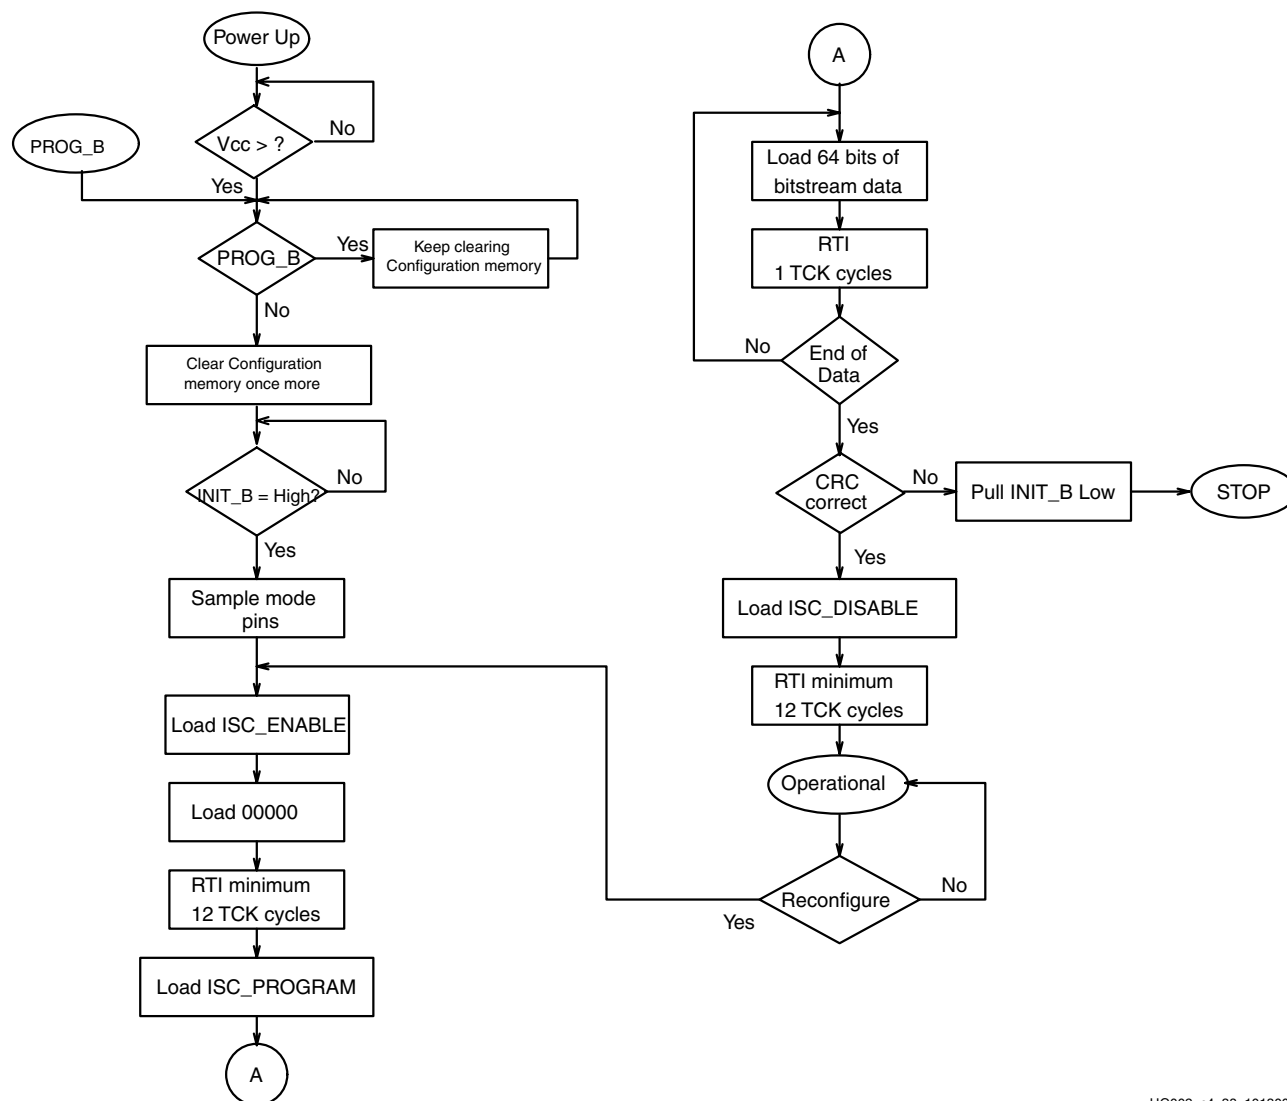 Power Up
Vcc > ?
No
PROG_B
Yes
PROG_B
Yes
Keep clearing
Configuration memory
No
Clear Configuration
memory once more
INIT_B = High?
No
Yes
Sample mode
pins
Load ISC_ENABLE
Load 00000
RTI minimum
12 TCK cycles
Load ISC_PROGRAM
A
A
Load 64 bits of
bitstream data
RTI
1 TCK cycles
No
End of
Data
Yes
CRC
correct
No
Pull INIT_B Low
STOP
Yes
Load ISC_DISABLE
RTI minimum
12 TCK cycles
Operational
Reconfigure
No
Yes